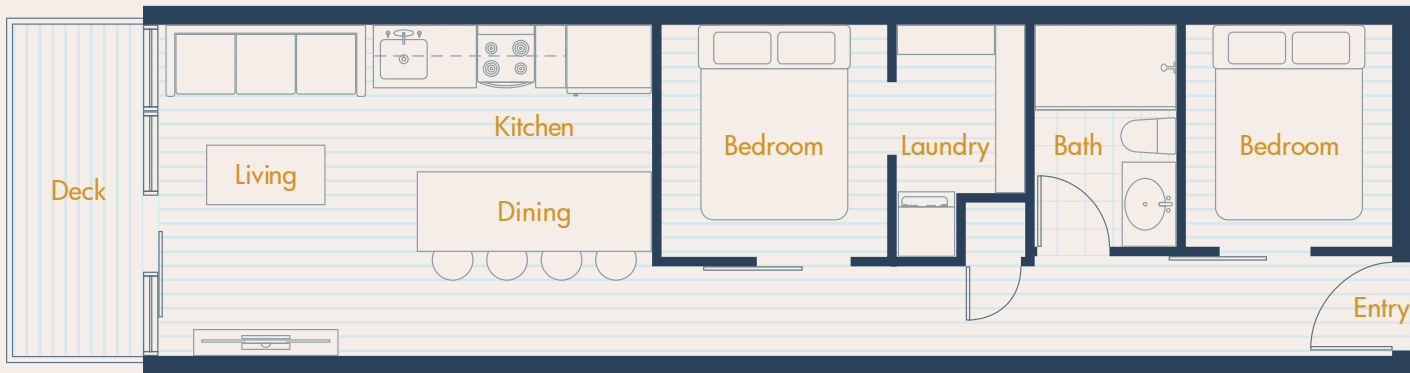 Deck
Living
Kitchen
Dining
Bedroom
Laundry
Bath
Bedroom
Entry